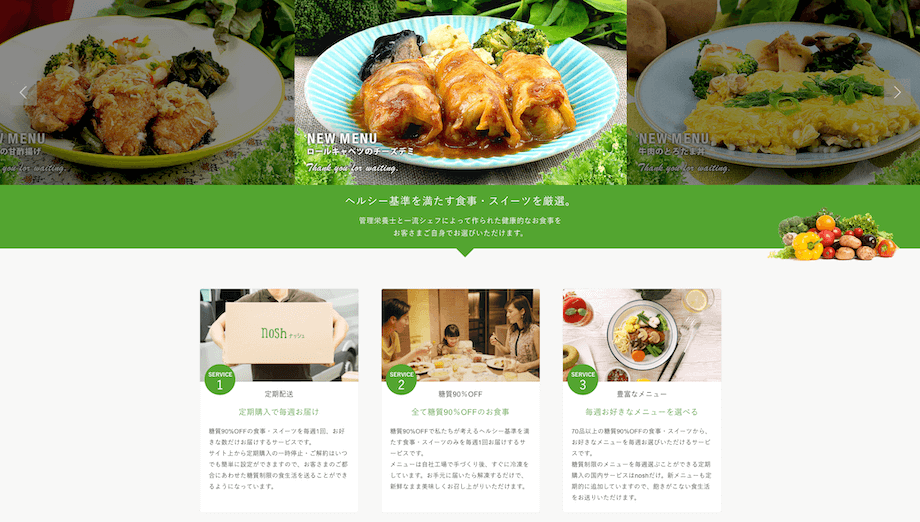 NEW MENU
の甘酢揚げ
you for waiting.
NEW MENU
ロールキャベツのチーズデミ
Thank you for waiting.
NEW MENU
牛肉のとろたま丼
Thank you for waiting.
ヘルシー基準を満たす食事・スイーツを厳選。
管理栄養士と一流シェフによって作られた健康的なお食事を
お客さまご自身でお選びいただけます。
nosh ナッシュ
SERVICE
1
定期配送
定期購入で毎週お届け
糖質90%OFFの食事・スイーツを毎週1回、お好
きな数だけお届けするサービスです。
サイト上から定期購入の一時停止・ご解約はいつ
でも簡単に設定ができますので、お客さまのご都
合にあわせた糖質制限の食生活を送ることができ
るようになっています。
SERVICE
2
糖質90%OFF
全て糖質90%OFFのお食事
糖質90%OFFで私たちが考えるヘルシー基準を満
たす食事・スイーツのみを毎週1回お届けするサ
ービスです。
メニューは自社工場で手づくり後、すぐに冷凍を
しています。お手元に届いたら解凍するだけで、
新鮮なまま美味しくお召し上がりいただけます。
SERVICE
3
豊富なメニュー
毎週お好きなメニューを選べる
70品以上の糖質90%OFFの食事・スイーツから、
お好きなメニューを毎週お選びいただけるサービ
スです。
糖質制限のメニューを毎週選ぶことができる定期
購入の国内サービスはnoshだけ。新メニューも定
期的に追加していますので、飽きがこない食生活
をお送りいただけます。